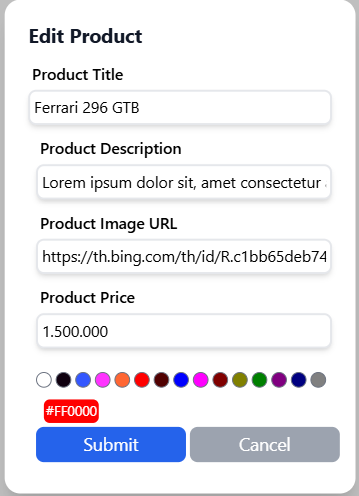 Edit Product
Product Title
Ferrari 296 GTB
Product Description
Lorem ipsum dolor sit, amet consectetur
Product Image URL
https://th.bing.com/th/id/R.c1bb65deb74
Product Price
1.500.000
#FF0000
Submit Cancel